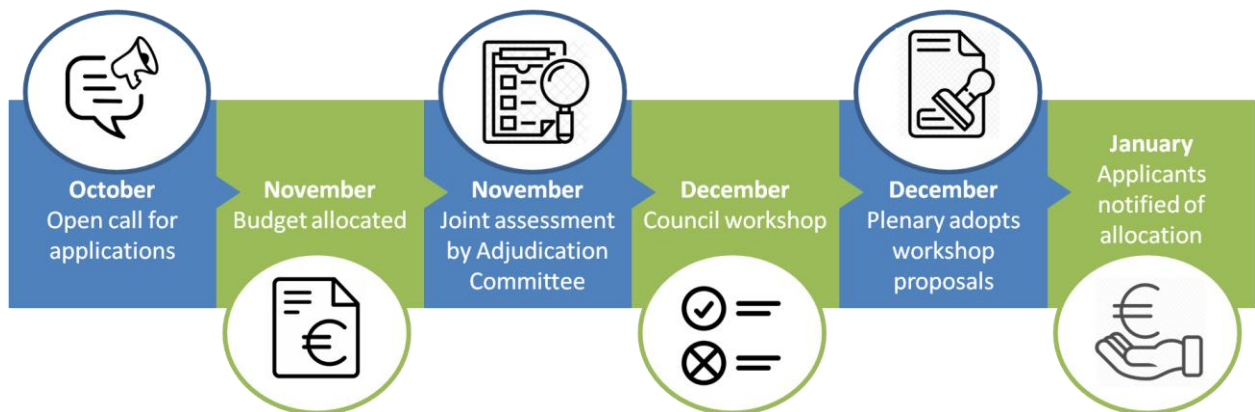 October
Open call for
applications
November
Budget allocated
November
Joint assessment
by Adjudication
Committee
December
Council workshop
December
Plenary adopts
workshop
proposals
January
Applicants
notified of
allocation